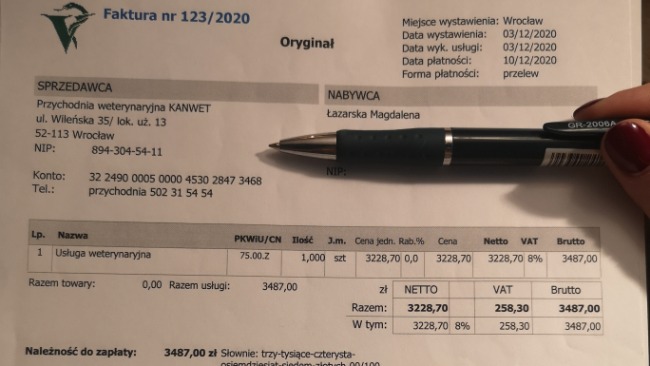 Faktura nr 123/2020
Oryginał
Miejsce wystawienia: Wrocław
Data wystawienia: 03/12/2020
Data wyk. usługi: 03/12/2020
Data płatności: 10/12/2020
Forma płatności: przelew
SPRZEDAWCA
Przychodnia weterynaryjna KANWET
ul. Wileńska 35/ lok. uż. 13
52-113 Wrocław
NIP: 894-304-54-11
Konto: 32 2490 0005 0000 4530 2847 3468
Tel.: przychodnia 502 31 54 54
NABYWCA
Łazarska Magdalena
NIP:
GR-2006A
Lp. Nazwa PKWiU/CN Ilość J.m. Cena jedn. Rab.% Cena Netto VAT Brutto
1 Usługa weterynaryjna 75.00.Z 1,000 szt 3228,70 0,0 3228,70 3228,70 8% 3487,00
Razem towary: 0,00 Razem usługi: 3487,00
zł NETTO VAT Brutto
Razem: 3228,70 258,30 3487,00
W tym: 3228,70 8% 258,30 3487,00
Należność do zapłaty: 3487,00 zł Słownie: trzy-tysiące-czterysta-
osiemdziesiąt-siedem-złotych 00/100